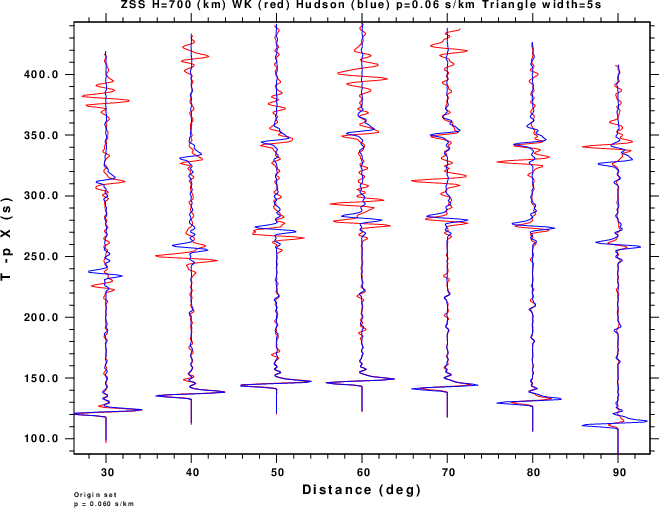 ZSS H=700 (km) WK (red) Hudson (blue) p=0.06 s/km Triangle width=5s
400.0
350.0
300.0
250.0
200.0
150.0
100.0
T-p X (s)
30 40 50 60 70 80 90
Distance (deg)
Origin set
p = 0.060 s/km